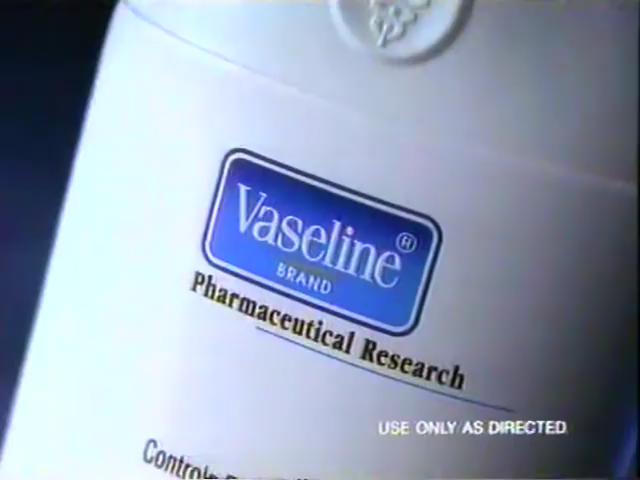 Vaseline®
BRAND
Pharmaceutical Research
USE ONLY AS DIRECTED.
Controls